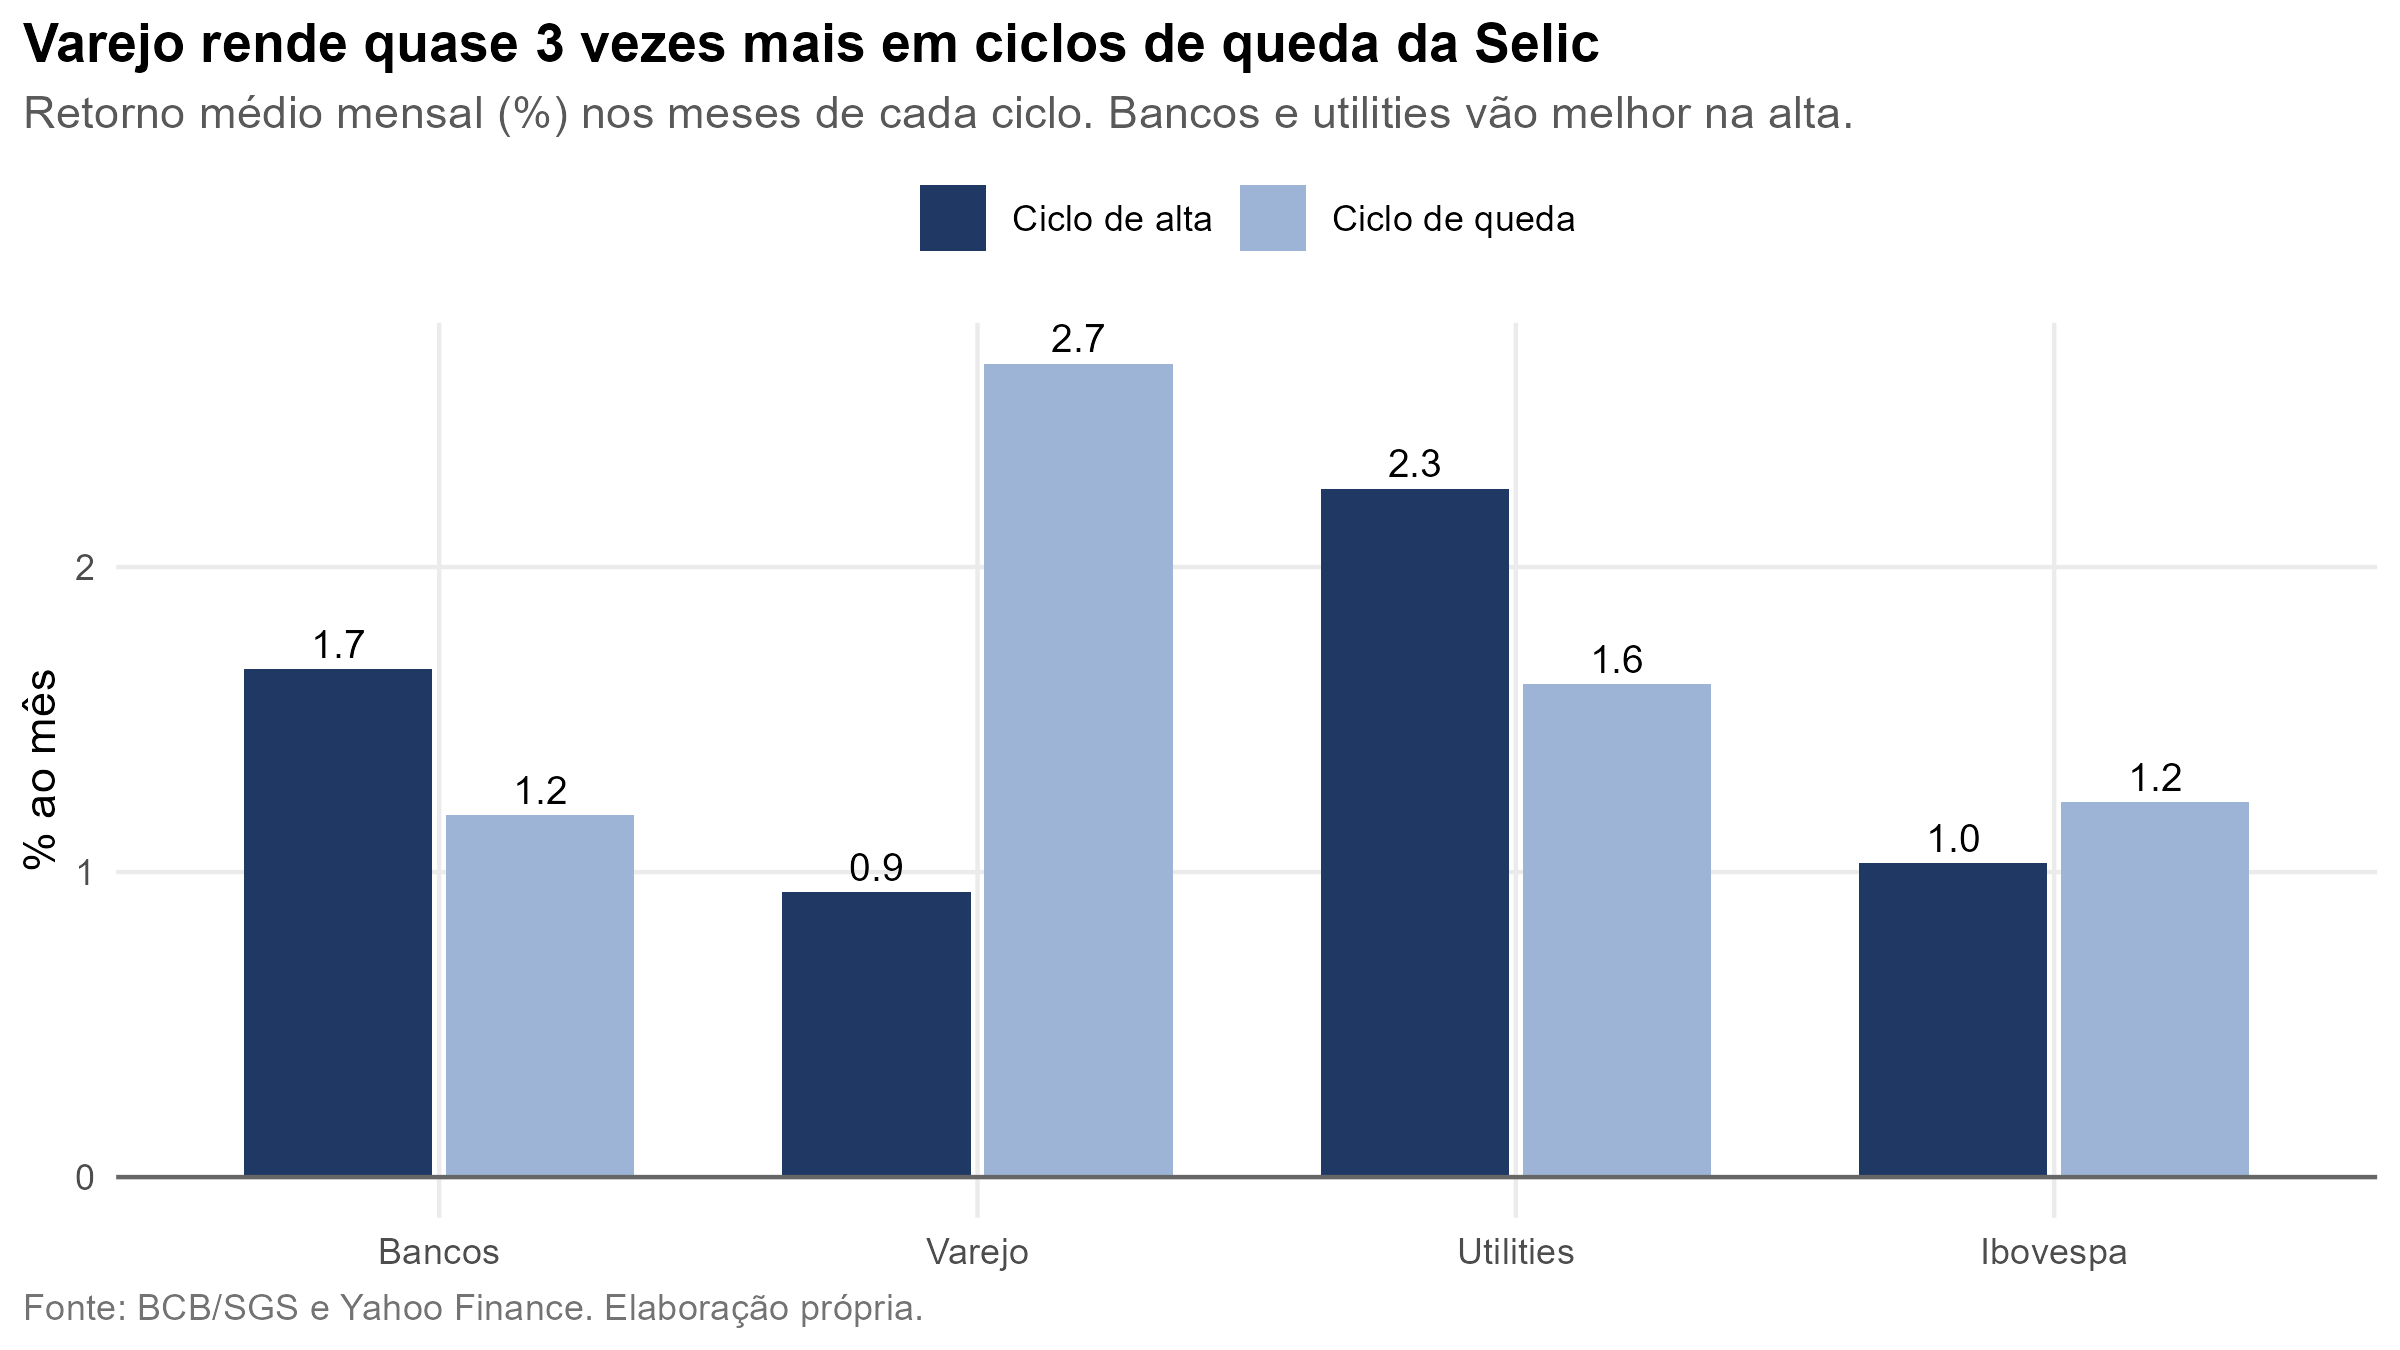 Varejo rende quase 3 vezes mais em ciclos de queda da Selic
Retorno médio mensal (%) nos meses de cada ciclo. Bancos e utilities vão melhor na alta.
Ciclo de alta
Ciclo de queda
% ao mês
2
1
0
1.7
1.2
0.9
2.7
2.3
1.6
1.0
1.2
Bancos
Varejo
Utilities
Ibovespa
Fonte: BCB/SGS e Yahoo Finance. Elaboração própria.